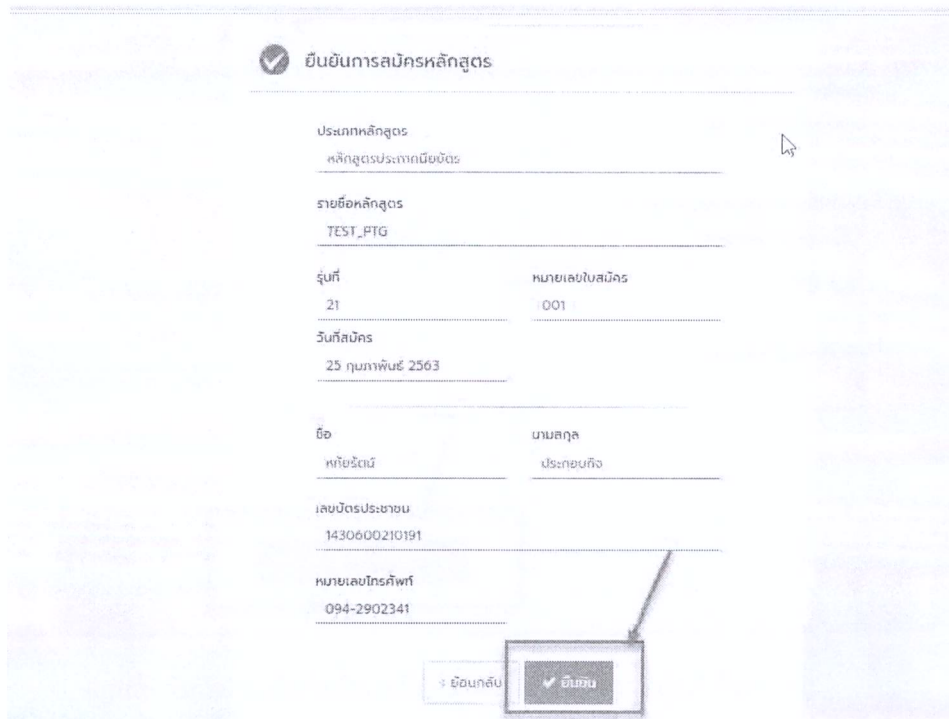 ยืนยันการสมัครหลักสูตร
ประเภทหลักสูตร
หลักสูตรประกาศนียบัตร
รายชื่อหลักสูตร
TEST_PTG
รุ่นที่ หมายเลขใบสมัคร
21 001
วันที่สมัคร
25 กุมภาพันธ์ 2563
ชื่อ นามสกุล
หทัยรัตน์ ประกอบกิจ
เลขบัตรประชาชน
1430600210191
หมายเลขโทรศัพท์
094-2902341
ย้อนกลับ ยืนยัน